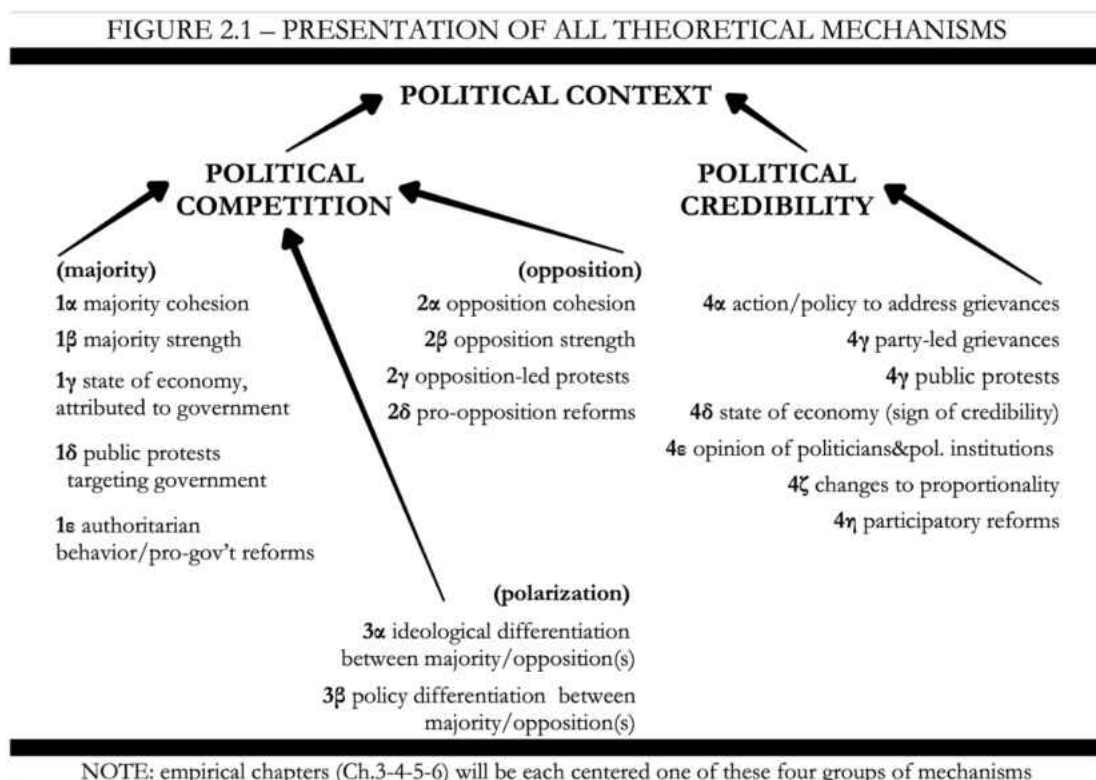 FIGURE 2.1 – PRESENTATION OF ALL THEORETICAL MECHANISMS
POLITICAL CONTEXT
POLITICAL
COMPETITION
POLITICAL
CREDIBILITY
(majority)
1α majority cohesion
1β majority strength
1γ state of economy,
attributed to government
1δ public protests
targeting government
1ε authoritarian
behavior/pro-gov't reforms
(opposition)
2α opposition cohesion
2β opposition strength
2γ opposition-led protests
2δ pro-opposition reforms
4α action/policy to address grievances
4γ party-led grievances
4γ public protests
4δ state of economy (sign of credibility)
4ε opinion of politicians&pol. institutions
4ζ changes to proportionality
4η participatory reforms
(polarization)
3α ideological differentiation
between majority/opposition(s)
3β policy differentiation between
majority/opposition(s)
NOTE: empirical chapters (Ch.3-4-5-6) will be each centered one of these four groups of mechanisms